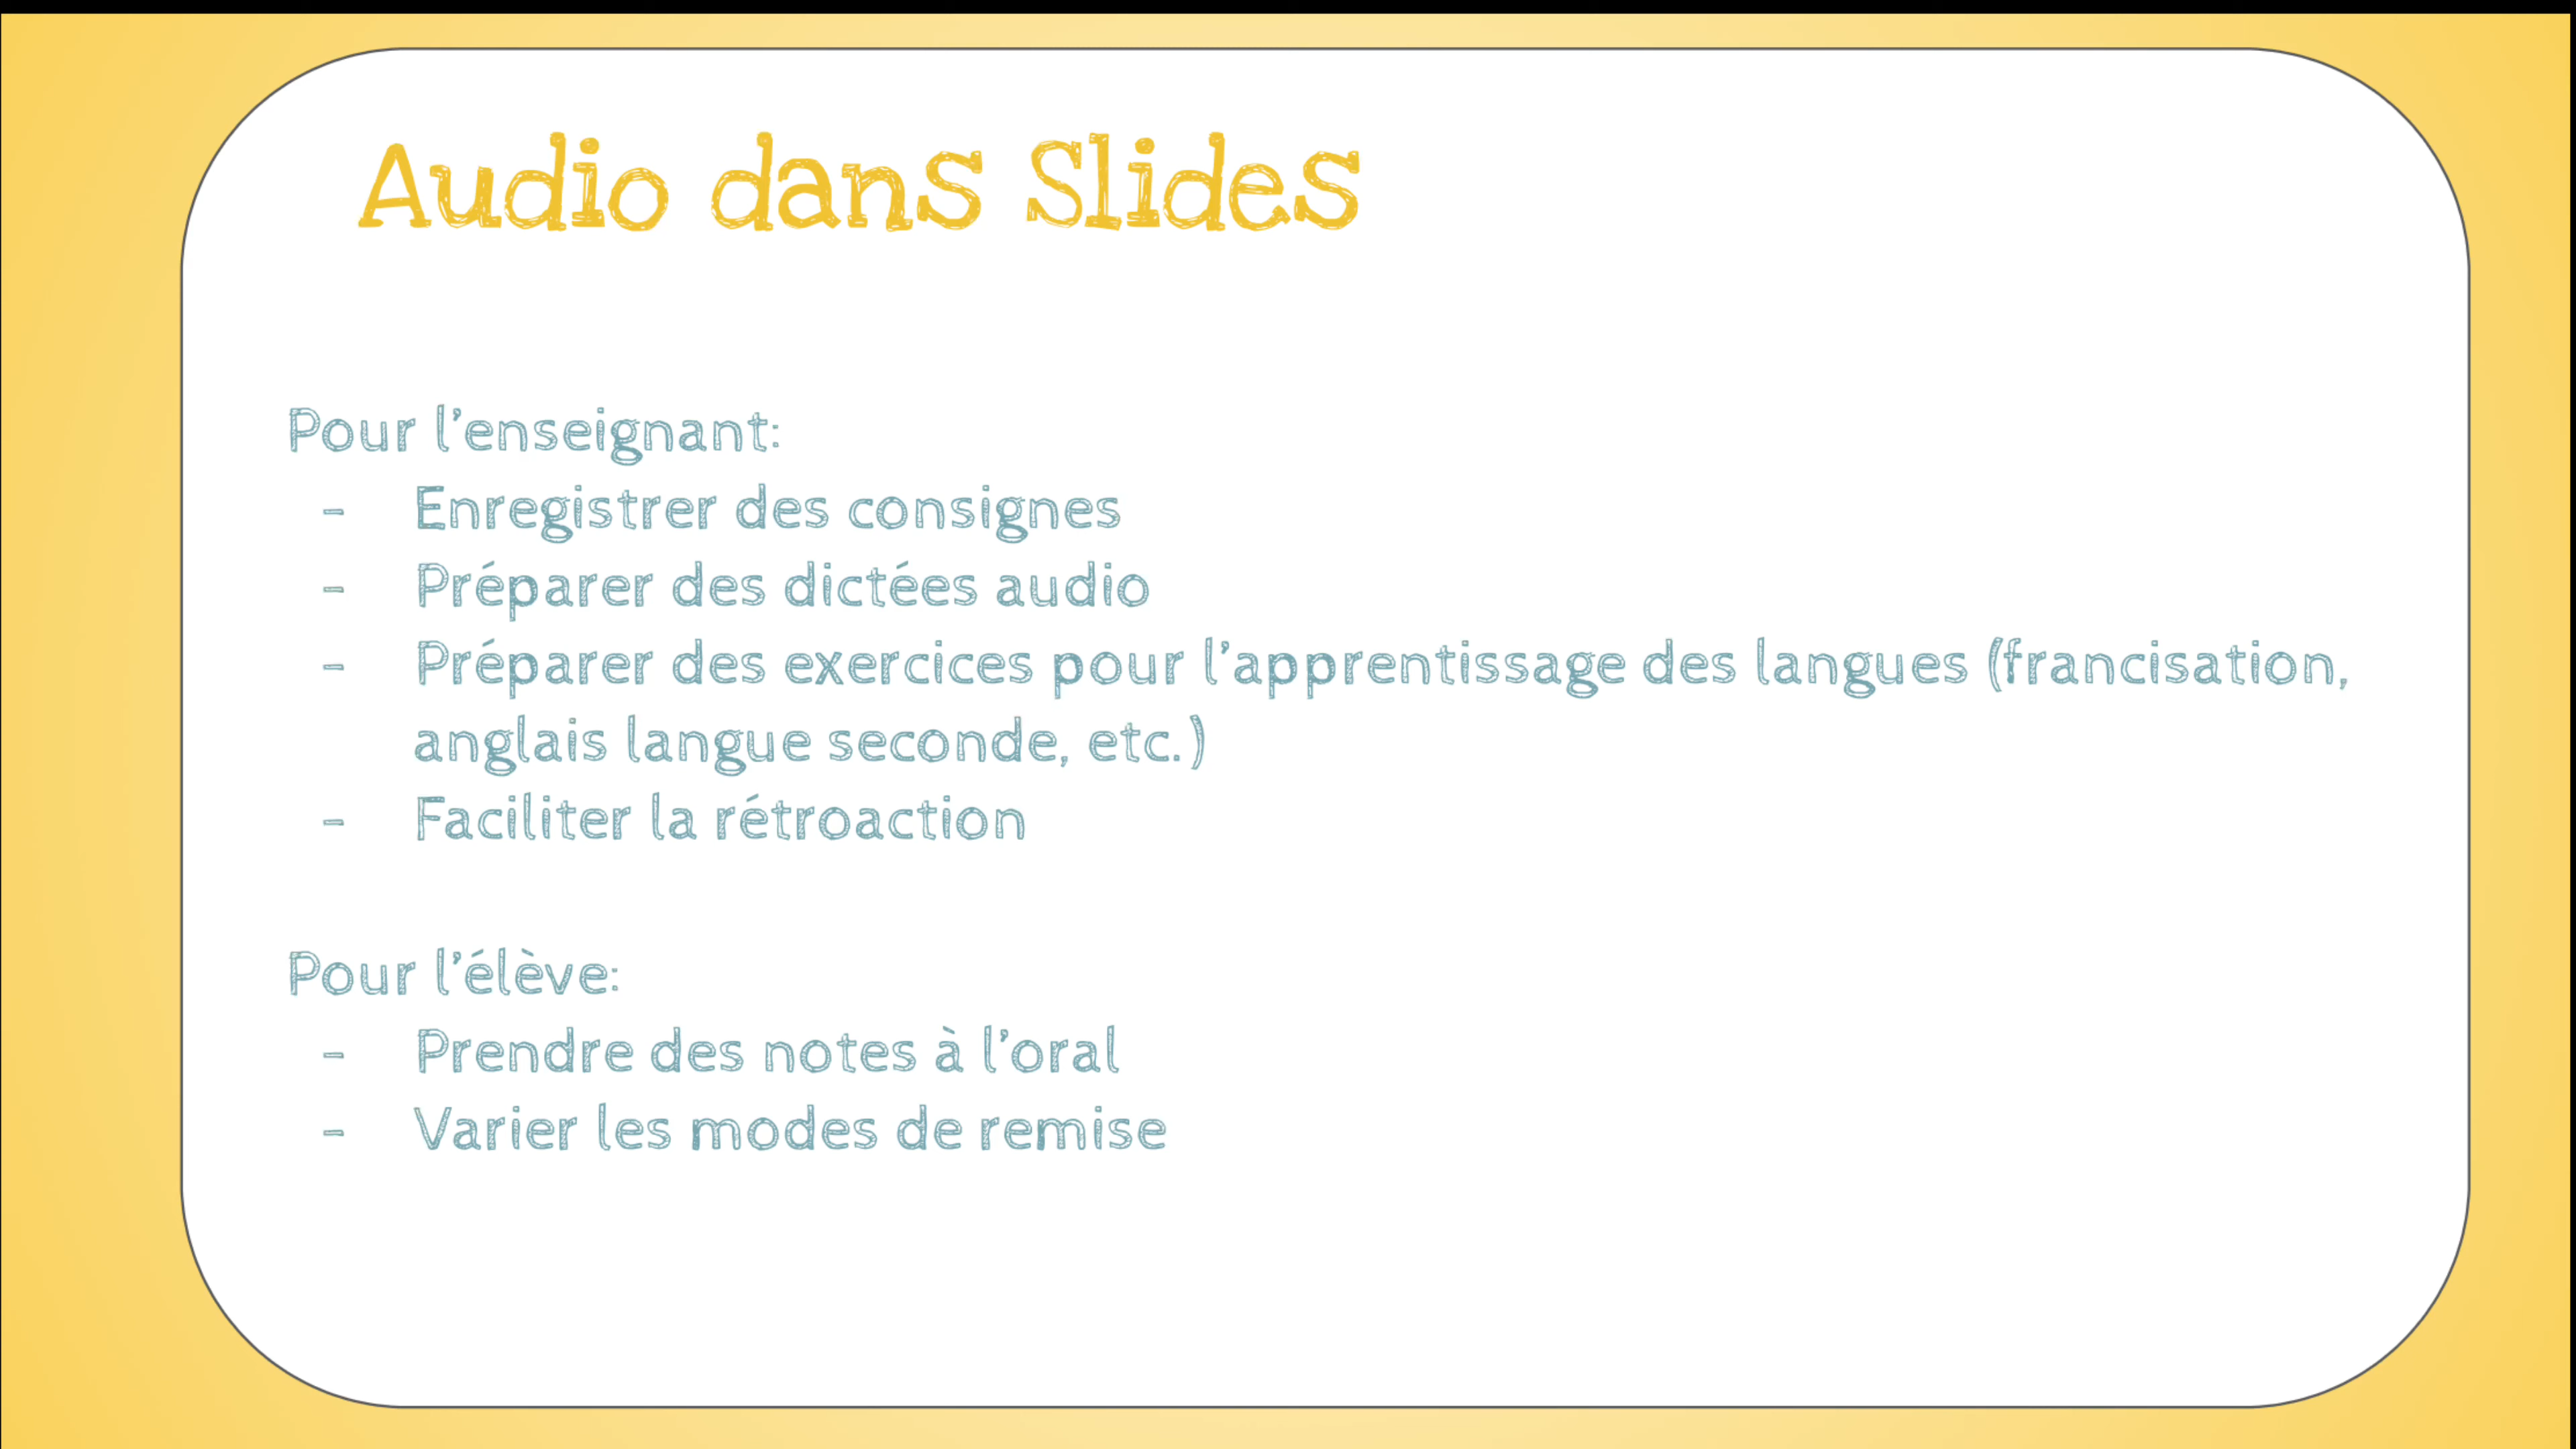 Audio dans Slides
Pour l'enseignant:
- Enregistrer des consignes
- Préparer des dictées audio
- Préparer des exercices pour l'apprentissage des langues (francisation,
anglais langue seconde, etc.)
- Faciliter la rétroaction
Pour l'élève:
- Prendre des notes à l'oral
- Varier les modes de remise